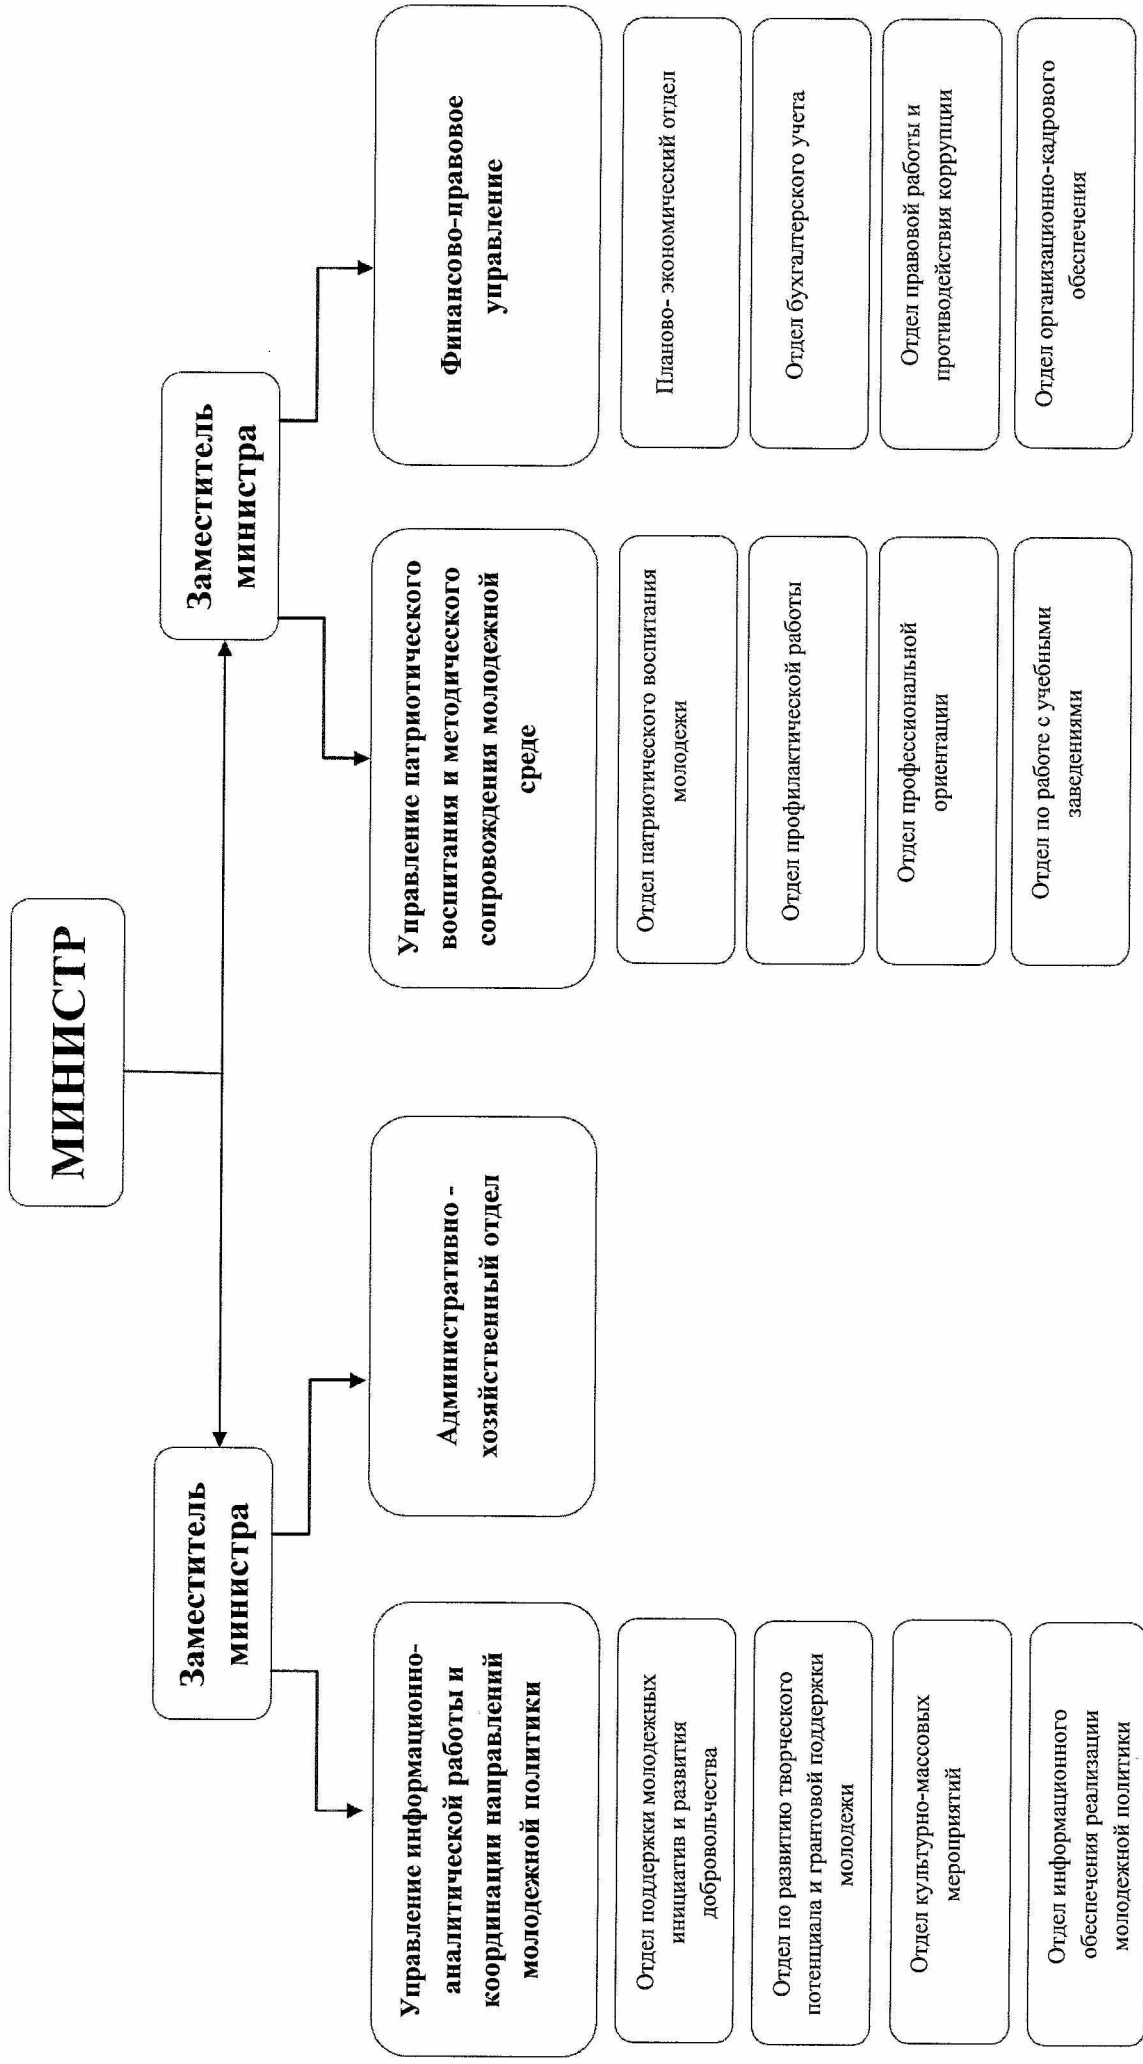 МИНИСТР
Заместитель
министра
Заместитель
министра
Управление информационно-
аналитической работы и
координации направлений
молодежной политики
Административно -
хозяйственный отдел
Управление патриотического
воспитания и методического
сопровождения молодежной
среде
Финансово-правовое
управление
Отдел поддержки молодежных
инициатив и развития
добровольчества
Отдел по развитию творческого
потенциала и грантовой поддержки
молодежи
Отдел культурно-массовых
мероприятий
Отдел информационного
обеспечения реализации
молодежной политики
Отдел патриотического воспитания
молодежи
Отдел профилактической работы
Отдел профессиональной
ориентации
Отдел по работе с учебными
заведениями
Планово- экономический отдел
Отдел бухгалтерского учета
Отдел правовой работы и
противодействия коррупции
Отдел организационно-кадрового
обеспечения